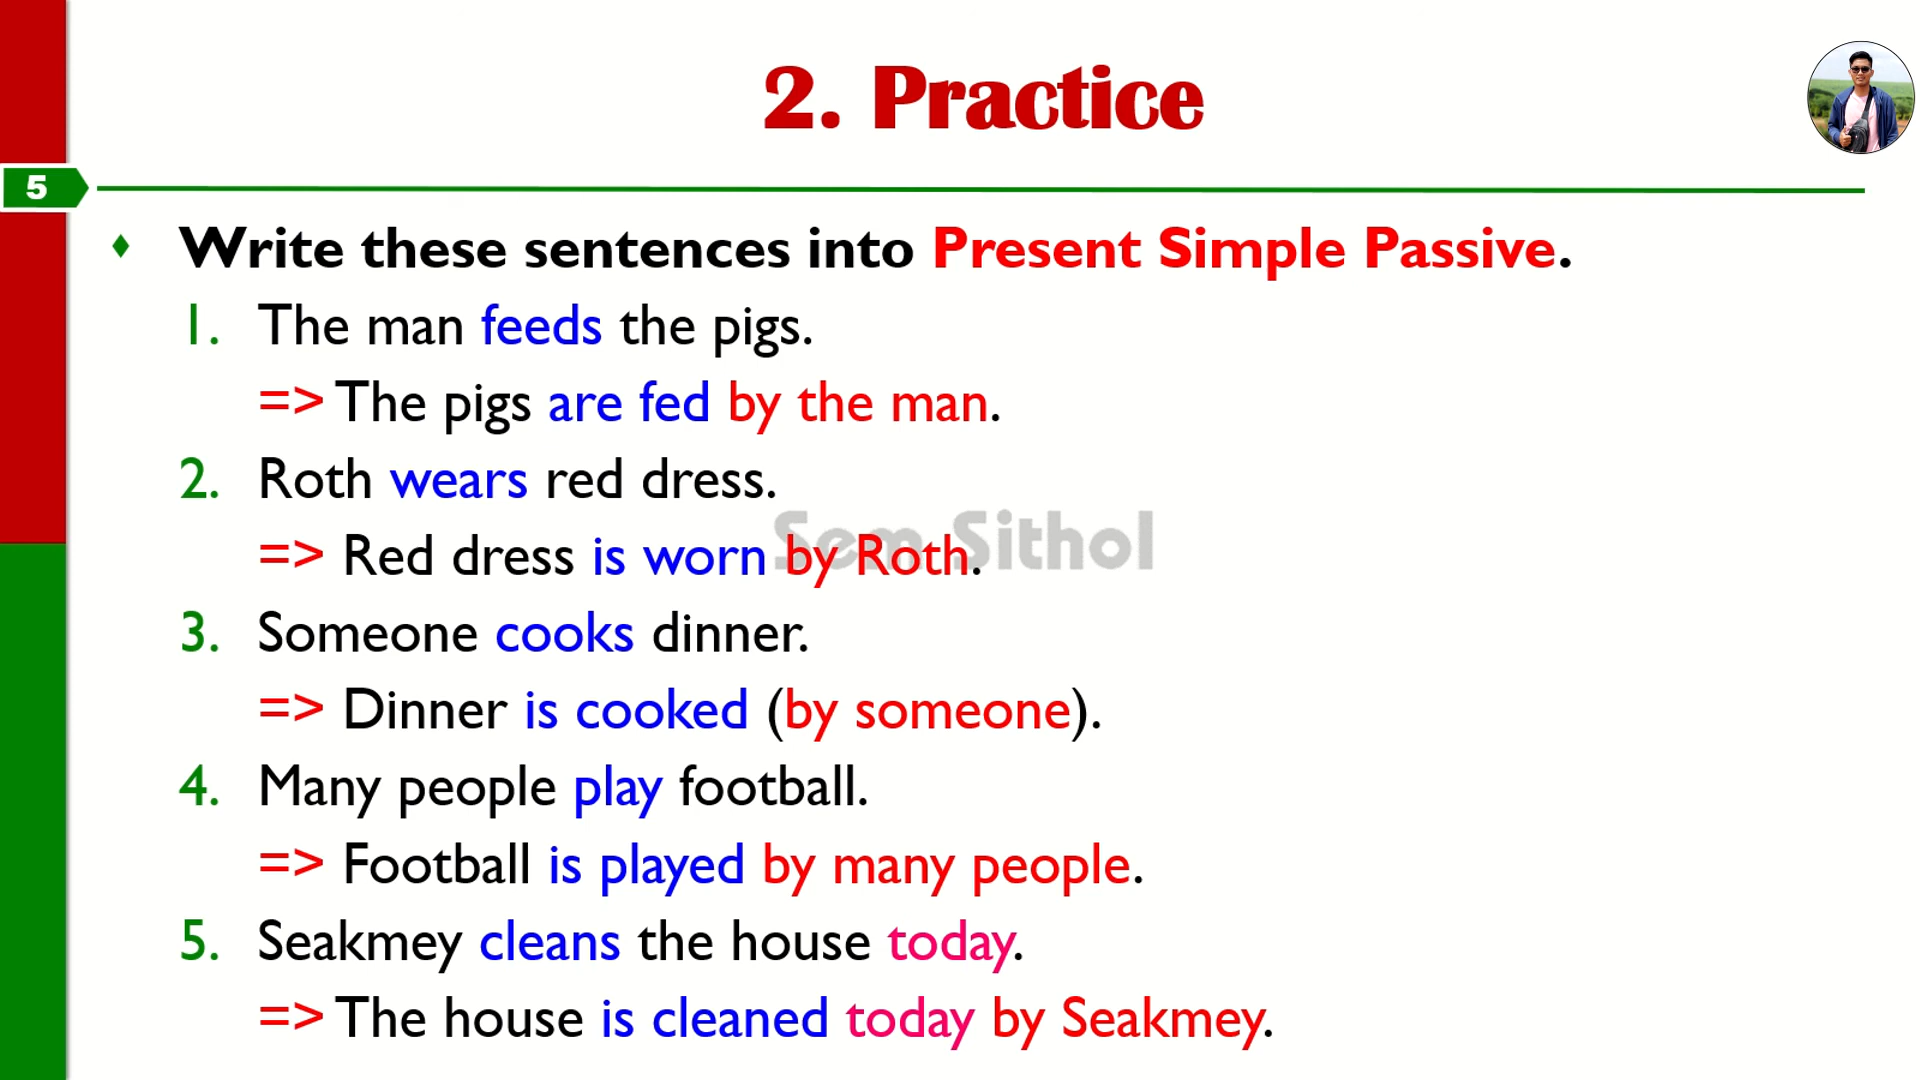 2. Practice
5
♦ Write these sentences into Present Simple Passive.
1. The man feeds the pigs.
=> The pigs are fed by the man.
2. Roth wears red dress.
Sem Sithol
=> Red dress is worn by Roth.
3. Someone cooks dinner.
=> Dinner is cooked (by someone).
4. Many people play football.
=> Football is played by many people.
5. Seakmey cleans the house today.
=> The house is cleaned today by Seakmey.